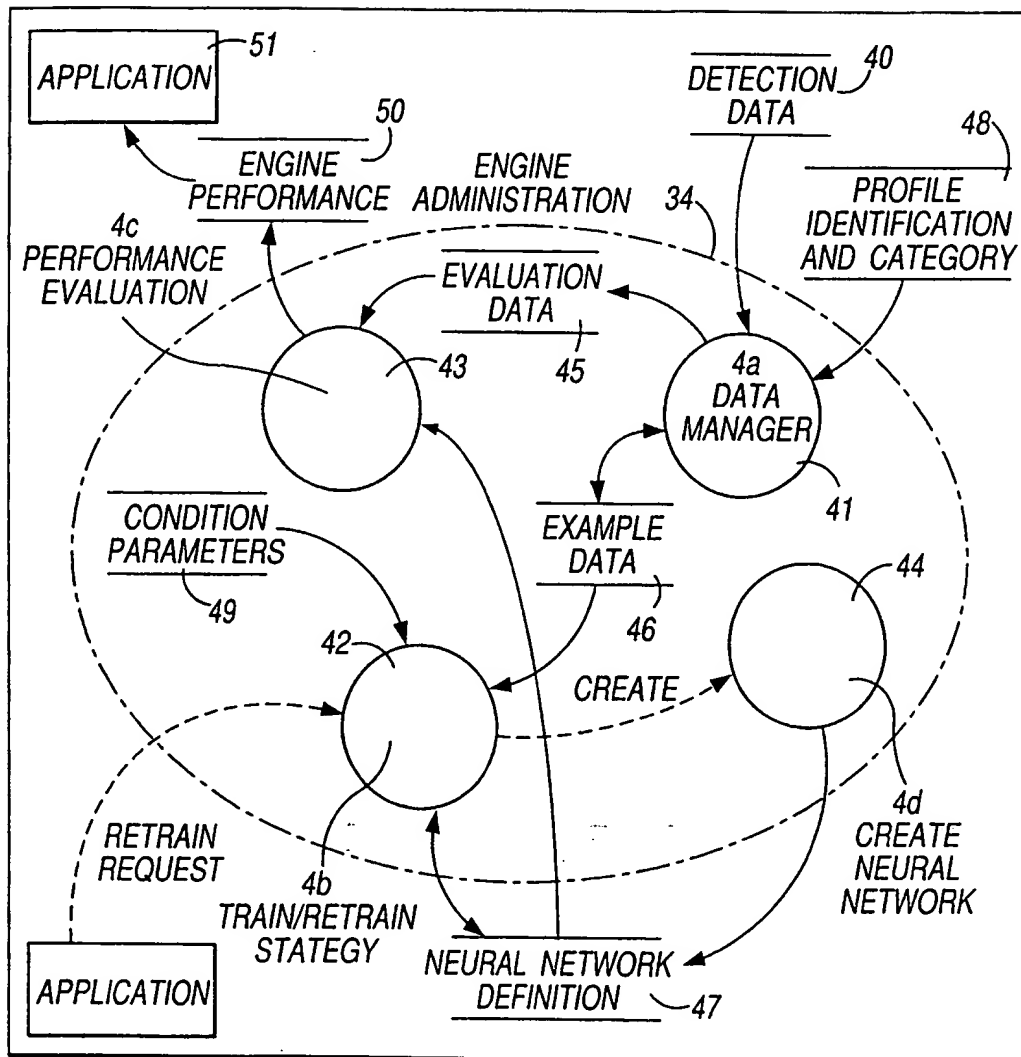 APPLICATION
51
DETECTION
DATA
40
ENGINE
PERFORMANCE
50
ENGINE
ADMINISTRATION
34
48
PROFILE
IDENTIFICATION
AND CATEGORY
4c
PERFORMANCE
EVALUATION
EVALUATION
DATA
45
43
4a
DATA
MANAGER
41
CONDITION
PARAMETERS
49
EXAMPLE
DATA
46
44
42
CREATE
RETRAIN
REQUEST
4b
TRAIN/RETRAIN
STATEGY
4d
CREATE
NEURAL
NETWORK
APPLICATION
NEURAL NETWORK
DEFINITION
47